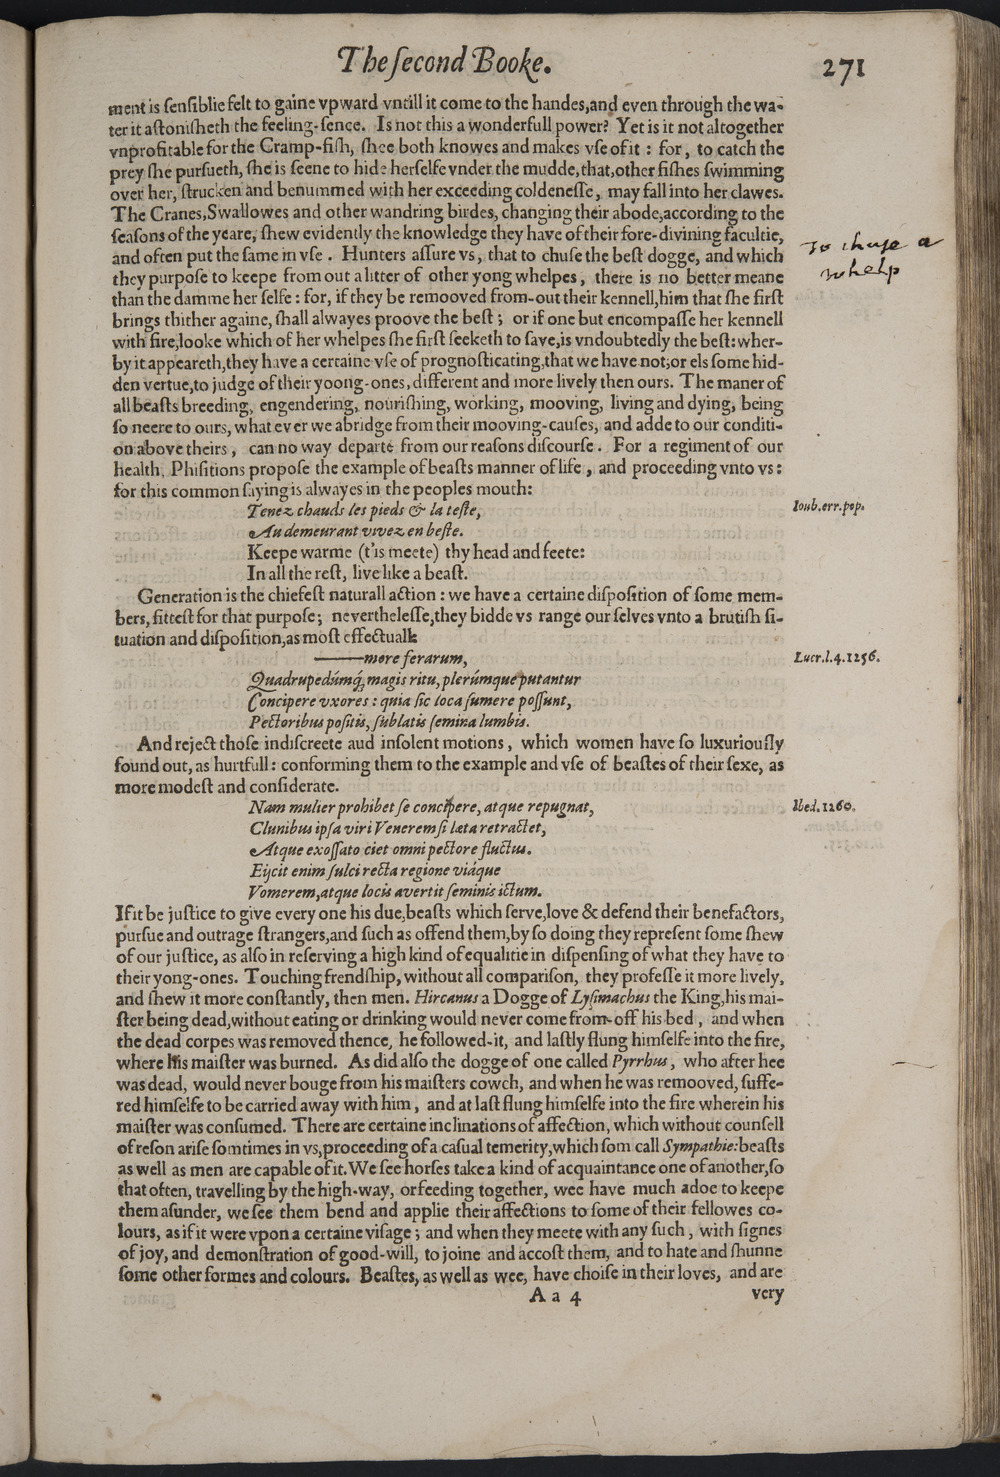 The ſecond Booke.
271
ment is ſenſiblie felt to gaine vpward vntill it come to the handes,and even through the wa-
ter it aſtoniſheth the feeling-ſence. Is not this a wonderfull power? Yet is it not altogether
vnprofitable for the Cramp-fiſh, ſhee both knowes and makes vſe of it : for, to catch the
prey ſhe purſueth, ſhe is ſeene to hide herſelfe vnder the mudde,that,other fiſhes ſwimming
over her, ſtrucken and benummed with her exceeding coldeneſſe, may fall into her clawes.
The Cranes,Swallowes and other wandring birdes, changing their abode,according to the
ſeaſons of the yeare, ſhew evidently the knowledge they have of their fore-divining facultie,
and often put the ſame in vſe . Hunters aſſure vs, that to chuſe the beſt dogge, and which
To chuse a
whelp
they purpoſe to keepe from out a litter of other yong whelpes, there is no better meane
than the damme her ſelfe : for, if they be remooved from-out their kennell,him that ſhe firſt
brings thither againe, ſhall alwayes proove the beſt ; or if one but encompaſſe her kennell
with fire,looke which of her whelpes ſhe firſt ſeeketh to ſave,is vndoubtedly the beſt: wher-
by it appeareth,they have a certaine vſe of prognoſticating,that we have not;or els ſome hid-
den vertue,to judge of their yoong-ones, different and more lively then ours. The maner of
all beaſts breeding, engendering, nouriſhing, working, mooving, living and dying, being
ſo neere to ours, what ever we abridge from their mooving-cauſes, and adde to our conditi-
on above theirs , can no way departe from our reaſons diſcourſe . For a regiment of our
health, Phiſitions propoſe the example of beaſts manner of life , and proceeding vnto vs :
for this common ſaying is alwayes in the peoples mouth:
Tenez chauds les pieds & la teſte,
Ioub.err.pop.
Au demeurant vivez en beſte.
Keepe warme (t'is meete) thy head and feete:
In all the reſt, live like a beaſt.
Generation is the chiefeſt naturall action : we have a certaine diſpoſition of ſome mem-
bers, fitteſt for that purpoſe; nevertheleſſe,they bidde vs range our ſelves vnto a brutiſh ſi-
tuation and diſpoſition,as moſt effectuall:
——more ferarum,
Lucr.l.4.1256.
Quadrupedúmq́; magis ritu, plerúmque putantur
Concipere vxores : quia ſic loca ſumere poſſunt,
Pectoribus poſitis, ſublatis ſemina lumbis.
And reject thoſe indiſcreete aud inſolent motions , which women have ſo luxuriouſly
found out, as hurtfull: conforming them to the example and vſe of beaſtes of their ſexe, as
more modeſt and conſiderate.
Nam mulier prohibet ſe concipere, atque repugnat,
Ibed.1260.
Clunibus ipſa viri Venerem ſi læta retractet,
Atque exoſſato ciet omni pectore fluctus.
Eijcit enim ſulci recta regione viáque
Vomerem,atque locis avertit ſeminis ictum.
If it be juſtice to give every one his due,beaſts which ſerve,love & defend their benefactors,
purſue and outrage ſtrangers,and ſuch as offend them,by ſo doing they repreſent ſome ſhew
of our juſtice, as alſo in reſerving a high kind of equalitie in diſpenſing of what they have to
their yong-ones. Touching frendſhip, without all compariſon, they profeſſe it more lively,
and ſhew it more conſtantly, then men. Hircanus a Dogge of Lyſimachus the King,his mai-
ſter being dead,without eating or drinking would never come from-off his bed , and when
the dead corpes was removed thence, he followed-it, and laſtly flung himſelfe into the fire,
where his maiſter was burned. As did alſo the dogge of one called Pyrrhus, who after hee
was dead, would never bouge from his maiſters cowch, and when he was remooved, ſuffe-
red himſelfe to be carried away with him , and at laſt flung himſelfe into the fire wherein his
maiſter was conſumed. There are certaine inclinations of affection, which without counſell
of reſon ariſe ſomtimes in vs,proceeding of a caſual temerity,which ſom call Sympathie:beaſts
as well as men are capable of it. We ſee horſes take a kind of acquaintance one of another,ſo
that often, travelling by the high-way, or feeding together, wee have much adoe to keepe
them aſunder, we ſee them bend and applie their affections to ſome of their fellowes co-
lours, as if it were vpon a certaine viſage ; and when they meete with any ſuch , with ſignes
of joy, and demonſtration of good-will, to joine and accoſt them, and to hate and ſhunne
ſome other formes and colours. Beaſtes, as well as wee, have choiſe in their loves, and are
A a 4
very